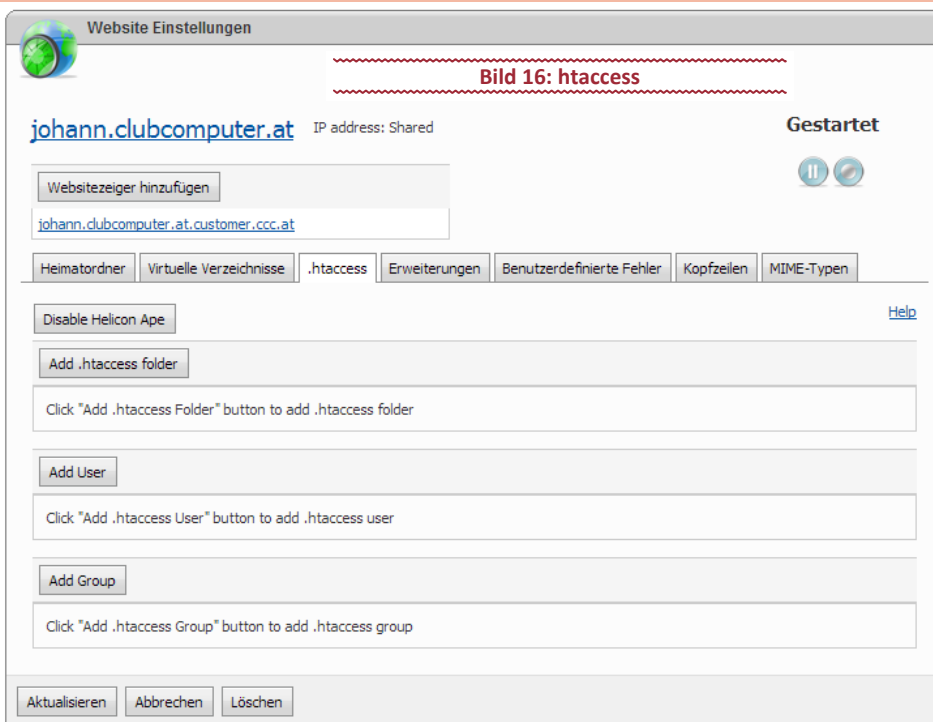 Website Einstellungen
Bild 16: htaccess
johann.clubcomputer.at IP address: Shared Gestartet
Websitezeiger hinzufügen
johann.clubcomputer.at.customer.ccc.at
Heimatordner Virtuelle Verzeichnisse .htaccess Erweiterungen Benutzerdefinierte Fehler Kopfzeilen MIME-Typen
Disable Helicon Ape Help
Add .htaccess folder
Click "Add .htaccess Folder" button to add .htaccess folder
Add User
Click "Add .htaccess User" button to add .htaccess user
Add Group
Click "Add .htaccess Group" button to add .htaccess group
Aktualisieren Abbrechen Löschen